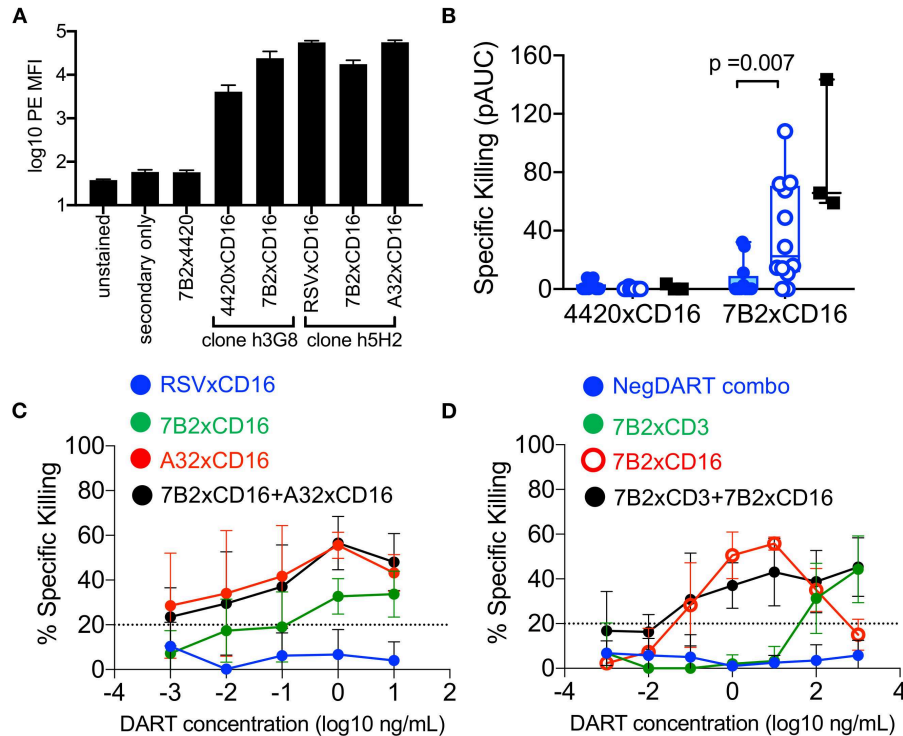 A
log10 PE MFI
5
4
3
2
1
unstained
secondary only
7B2x4420
4420xCD16
7B2xCD16
RSVxCD16
7B2xCD16
A32xCD16
clone h3G8
clone h5H2
B
Specific Killing (pAUC)
160
120
80
40
0
p =0.007
4420xCD16
7B2xCD16
C
RSVxCD16
7B2xCD16
A32xCD16
7B2xCD16+A32xCD16
% Specific Killing
100
80
60
40
20
0
-4 -3 -2 -1 0 1 2
DART concentration (log10 ng/mL)
D
NegDART combo
7B2xCD3
7B2xCD16
7B2xCD3+7B2xCD16
% Specific Killing
100
80
60
40
20
0
-4 -2 0 2 4
DART concentration (log10 ng/mL)